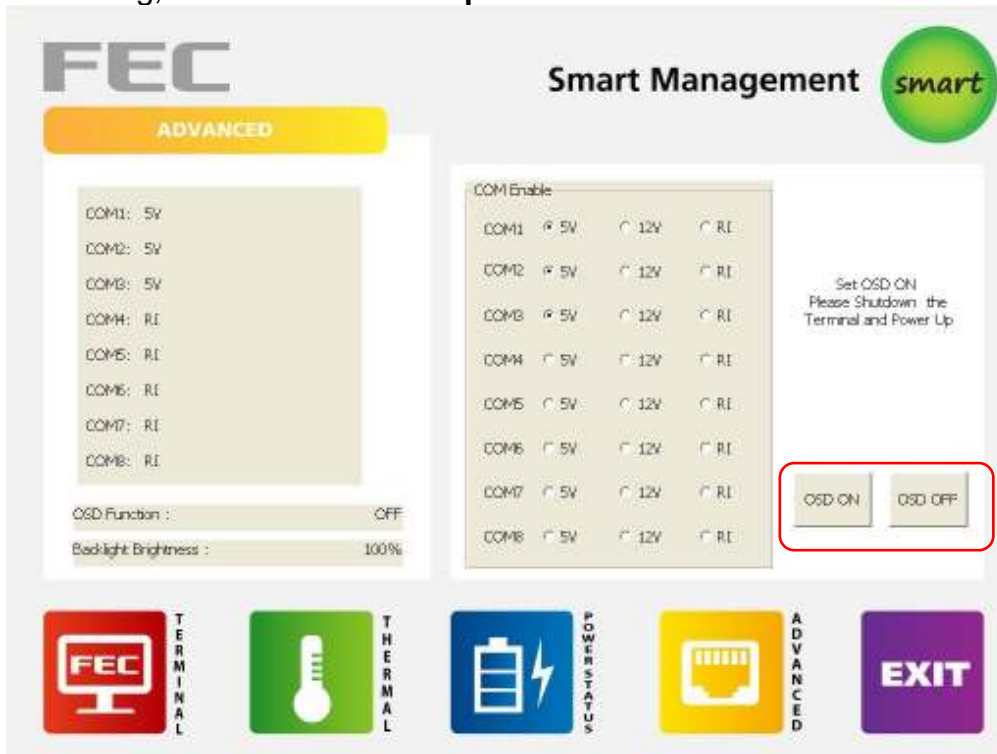 FEC
Smart Management
smart
ADVANCED
COM1: 5V
COM2: 5V
COM3: 5V
COM4: RI
COM5: RI
COM6: RI
COM7: RI
COM8: RI
OSD Function : OFF
Backlight Brightness : 100%
COM Enable
COM1 5V 12V RI
COM2 5V 12V RI
COM3 5V 12V RI
COM4 5V 12V RI
COM5 5V 12V RI
COM6 5V 12V RI
COM7 5V 12V RI
COM8 5V 12V RI
Set OSD ON
Please Shutdown the
Terminal and Power Up
OSD ON OSD OFF
FEC
TERMINAL
THERMAL
POWER STATUS
ADVANCED
EXIT